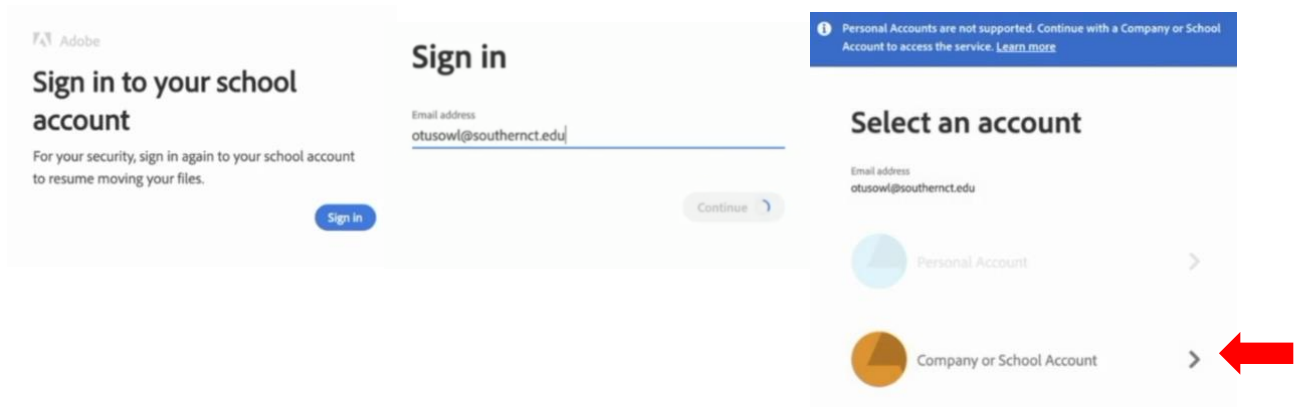 Adobe
Sign in to your school
account
For your security, sign in again to your school account
to resume moving your files.
Sign in
Sign in
Email address
otusowl@southernct.edu
Continue
Personal Accounts are not supported. Continue with a Company or School
Account to access the service. Learn more
Select an account
Email address
otusowl@southernct.edu
Personal Account
Company or School Account